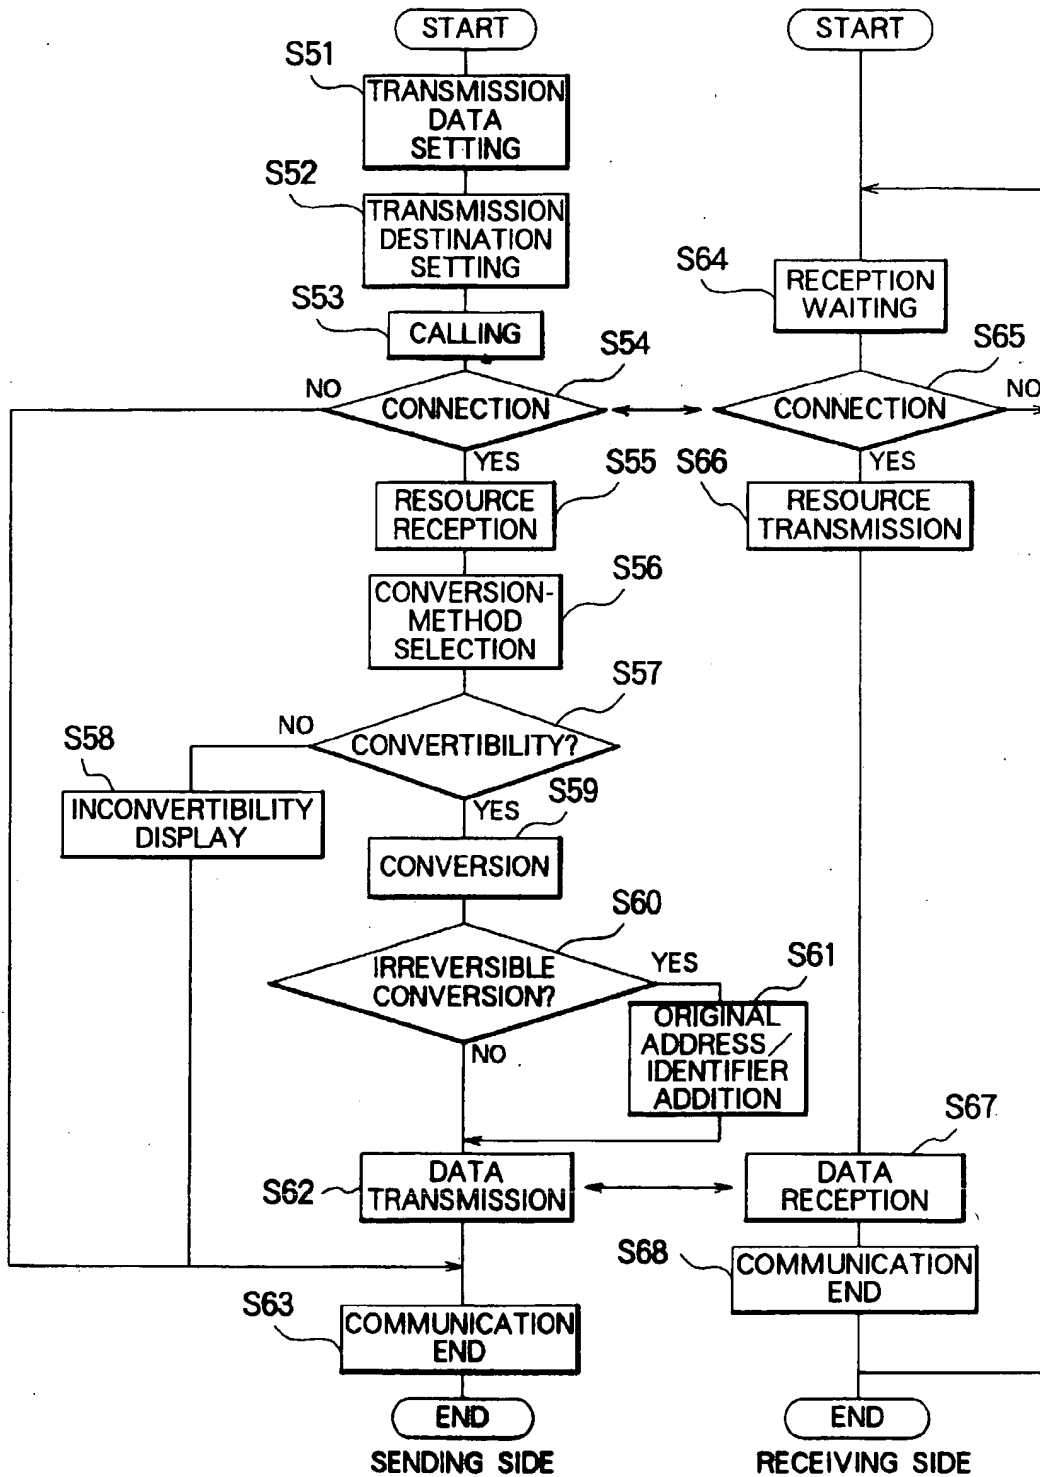 START
START
S51
TRANSMISSION
DATA
SETTING
S52
TRANSMISSION
DESTINATION
SETTING
S64
RECEPTION
WAITING
S53
CALLING
S54
S65
NO
CONNECTION
CONNECTION
NO
YES
S55
S66
YES
RESOURCE
RECEPTION
RESOURCE
TRANSMISSION
S56
CONVERSION-
METHOD
SELECTION
S57
NO
CONVERTIBILITY?
S58
INCONVERTIBILITY
DISPLAY
YES
S59
CONVERSION
S60
IRREVERSIBLE
CONVERSION?
YES
S61
ORIGINAL
ADDRESS /
IDENTIFIER
ADDITION
NO
S67
S62
DATA
TRANSMISSION
DATA
RECEPTION
S68
COMMUNICATION
END
S63
COMMUNICATION
END
END
END
SENDING SIDE
RECEIVING SIDE